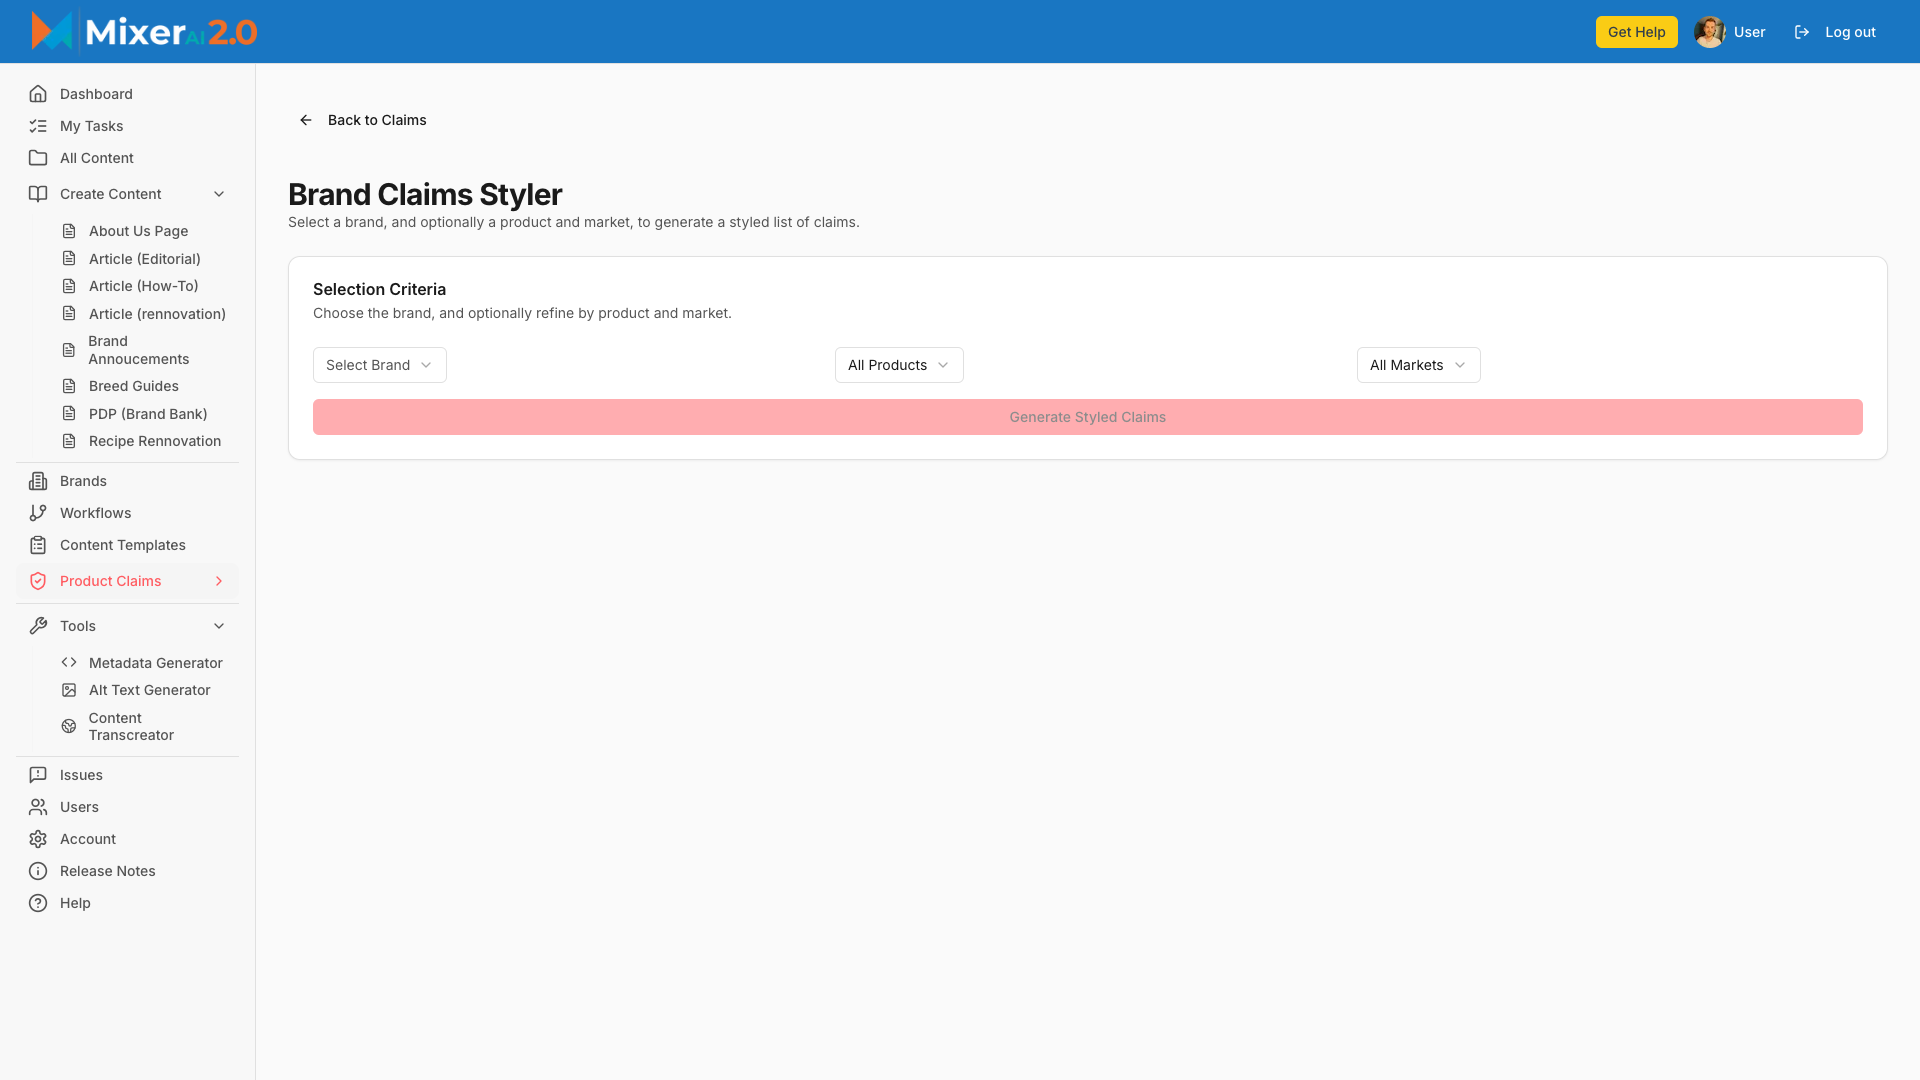 MixerAI 2.0
Get Help
User
Log out
Dashboard
My Tasks
All Content
Create Content
About Us Page
Article (Editorial)
Article (How-To)
Article (rennovation)
Brand
Annoucements
Breed Guides
PDP (Brand Bank)
Recipe Rennovation
Brands
Workflows
Content Templates
Product Claims
Tools
Metadata Generator
Alt Text Generator
Content
Transcreator
Issues
Users
Account
Release Notes
Help
Back to Claims
Brand Claims Styler
Select a brand, and optionally a product and market, to generate a styled list of claims.
Selection Criteria
Choose the brand, and optionally refine by product and market.
Select Brand
All Products
All Markets
Generate Styled Claims